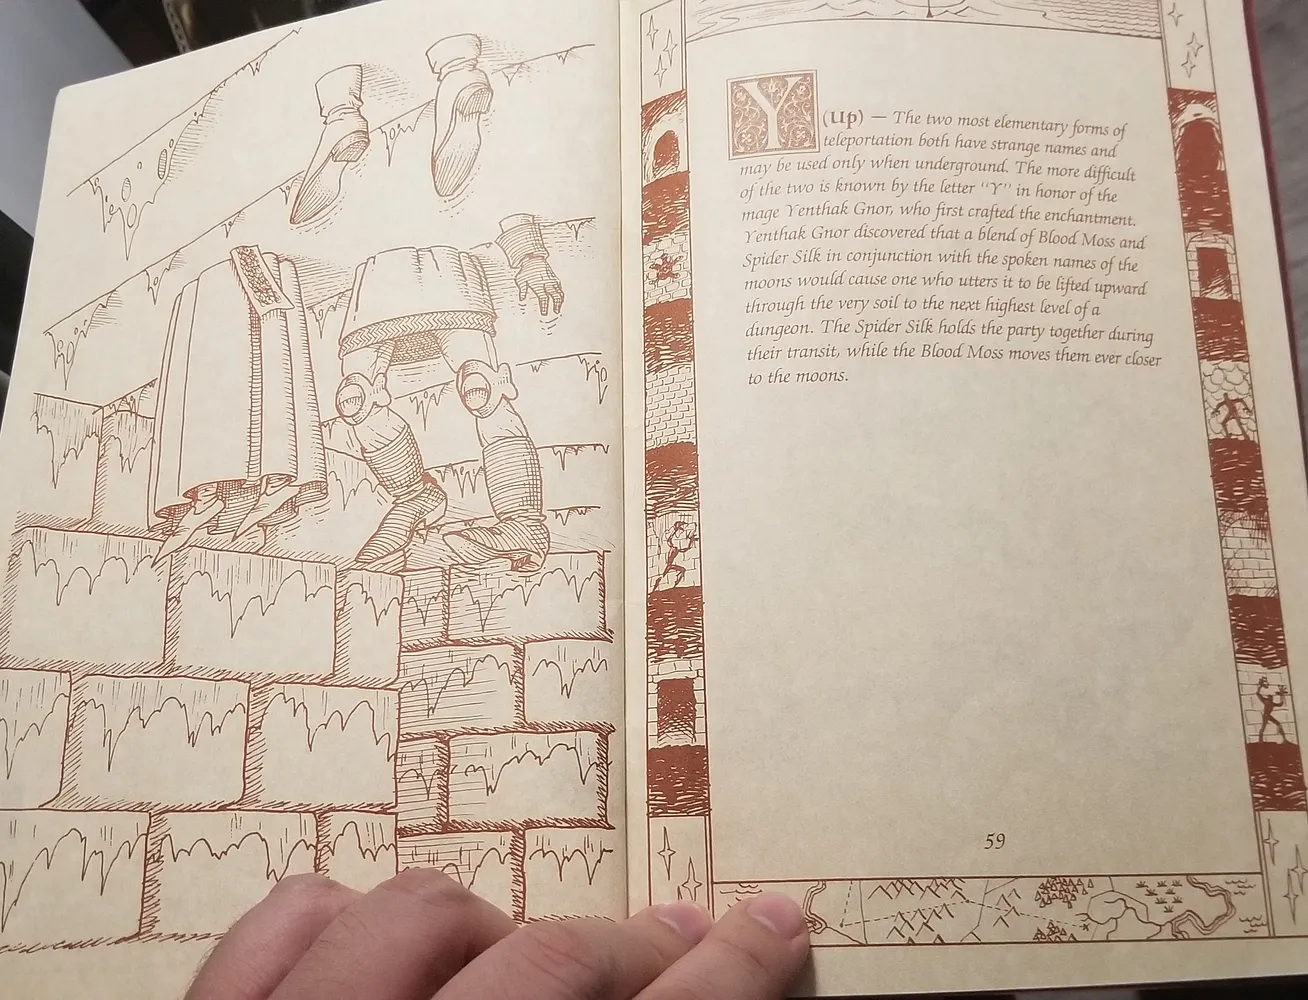 Y (Up) — The two most elementary forms of
teleportation both have strange names and
may be used only when underground. The more difficult
of the two is known by the letter "Y" in honor of the
mage Yenthak Gnor, who first crafted the enchantment.
Yenthak Gnor discovered that a blend of Blood Moss and
Spider Silk in conjunction with the spoken names of the
moons would cause one who utters it to be lifted upward
through the very soil to the next highest level of a
dungeon. The Spider Silk holds the party together during
their transit, while the Blood Moss moves them ever closer
to the moons.
59